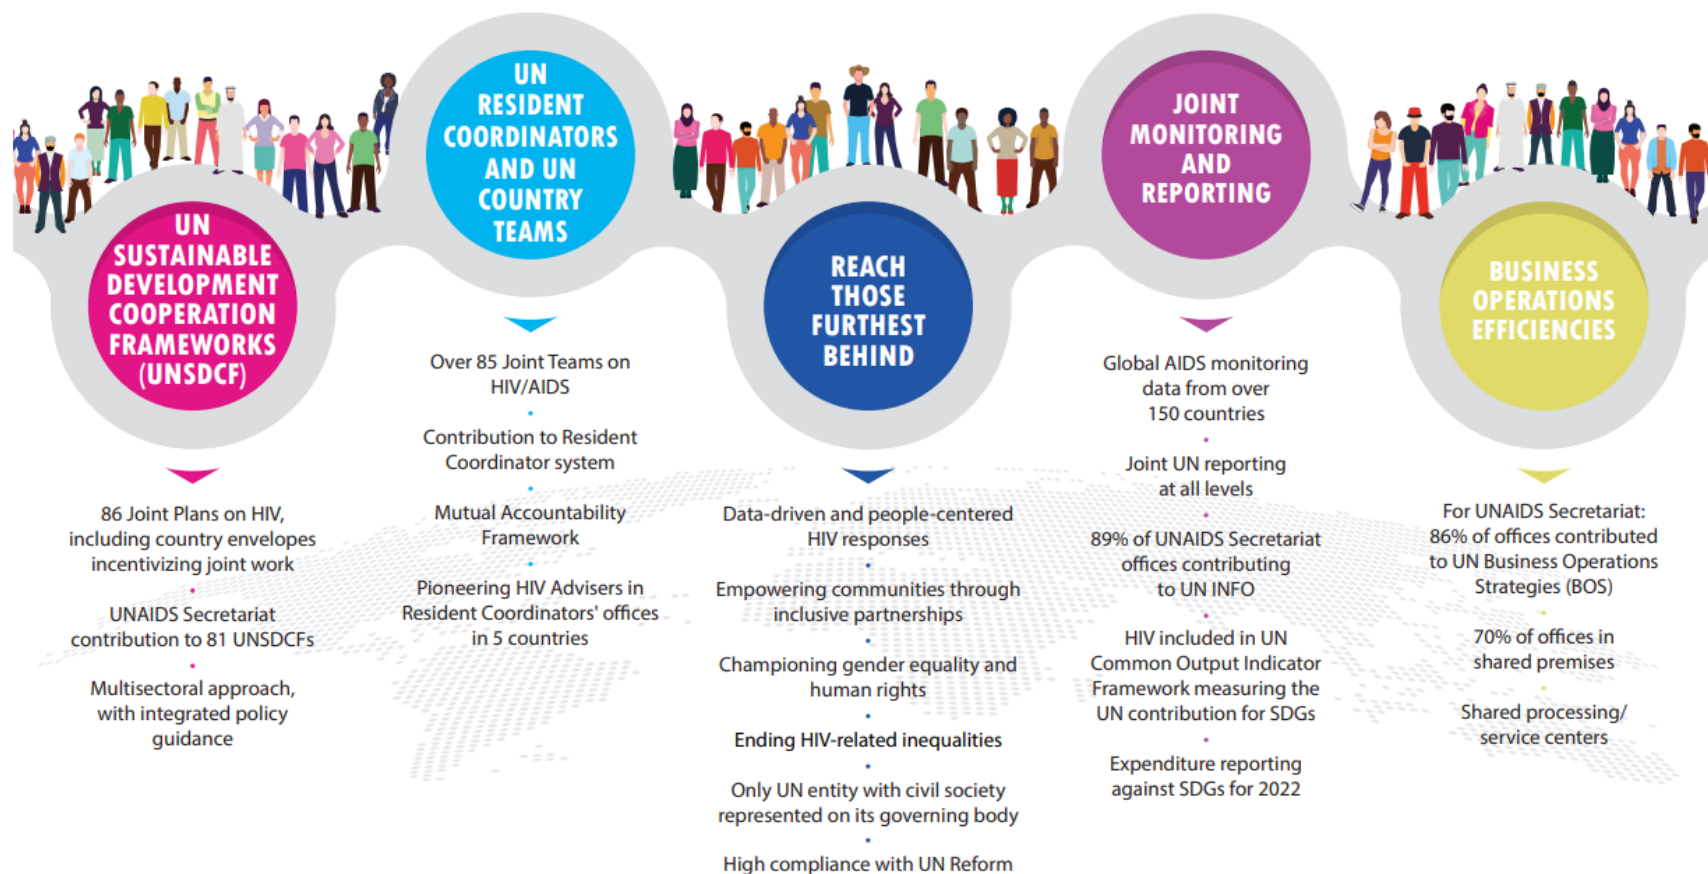 UN
SUSTAINABLE
DEVELOPMENT
COOPERATION
FRAMEWORKS
(UNSDCF)
86 Joint Plans on HIV,
including country envelopes
incentivizing joint work
UNAIDS Secretariat
contribution to 81 UNSDCFs
Multisectoral approach,
with integrated policy
guidance
UN
RESIDENT
COORDINATORS
AND UN
COUNTRY
TEAMS
Over 85 Joint Teams on
HIV/AIDS
Contribution to Resident
Coordinator system
Mutual Accountability
Framework
Pioneering HIV Advisers in
Resident Coordinators' offices
in 5 countries
REACH
THOSE
FURTHEST
BEHIND
Data-driven and people-centered
HIV responses
Empowering communities through
inclusive partnerships
Championing gender equality and
human rights
Ending HIV-related inequalities
Only UN entity with civil society
represented on its governing body
High compliance with UN Reform
JOINT
MONITORING
AND
REPORTING
Global AIDS monitoring
data from over
150 countries
Joint UN reporting
at all levels
89% of UNAIDS Secretariat
offices contributing
to UN INFO
HIV included in UN
Common Output Indicator
Framework measuring the
UN contribution for SDGs
Expenditure reporting
against SDGs for 2022
BUSINESS
OPERATIONS
EFFICIENCIES
For UNAIDS Secretariat:
86% of offices contributed
to UN Business Operations
Strategies (BOS)
70% of offices in
shared premises
Shared processing/
service centers